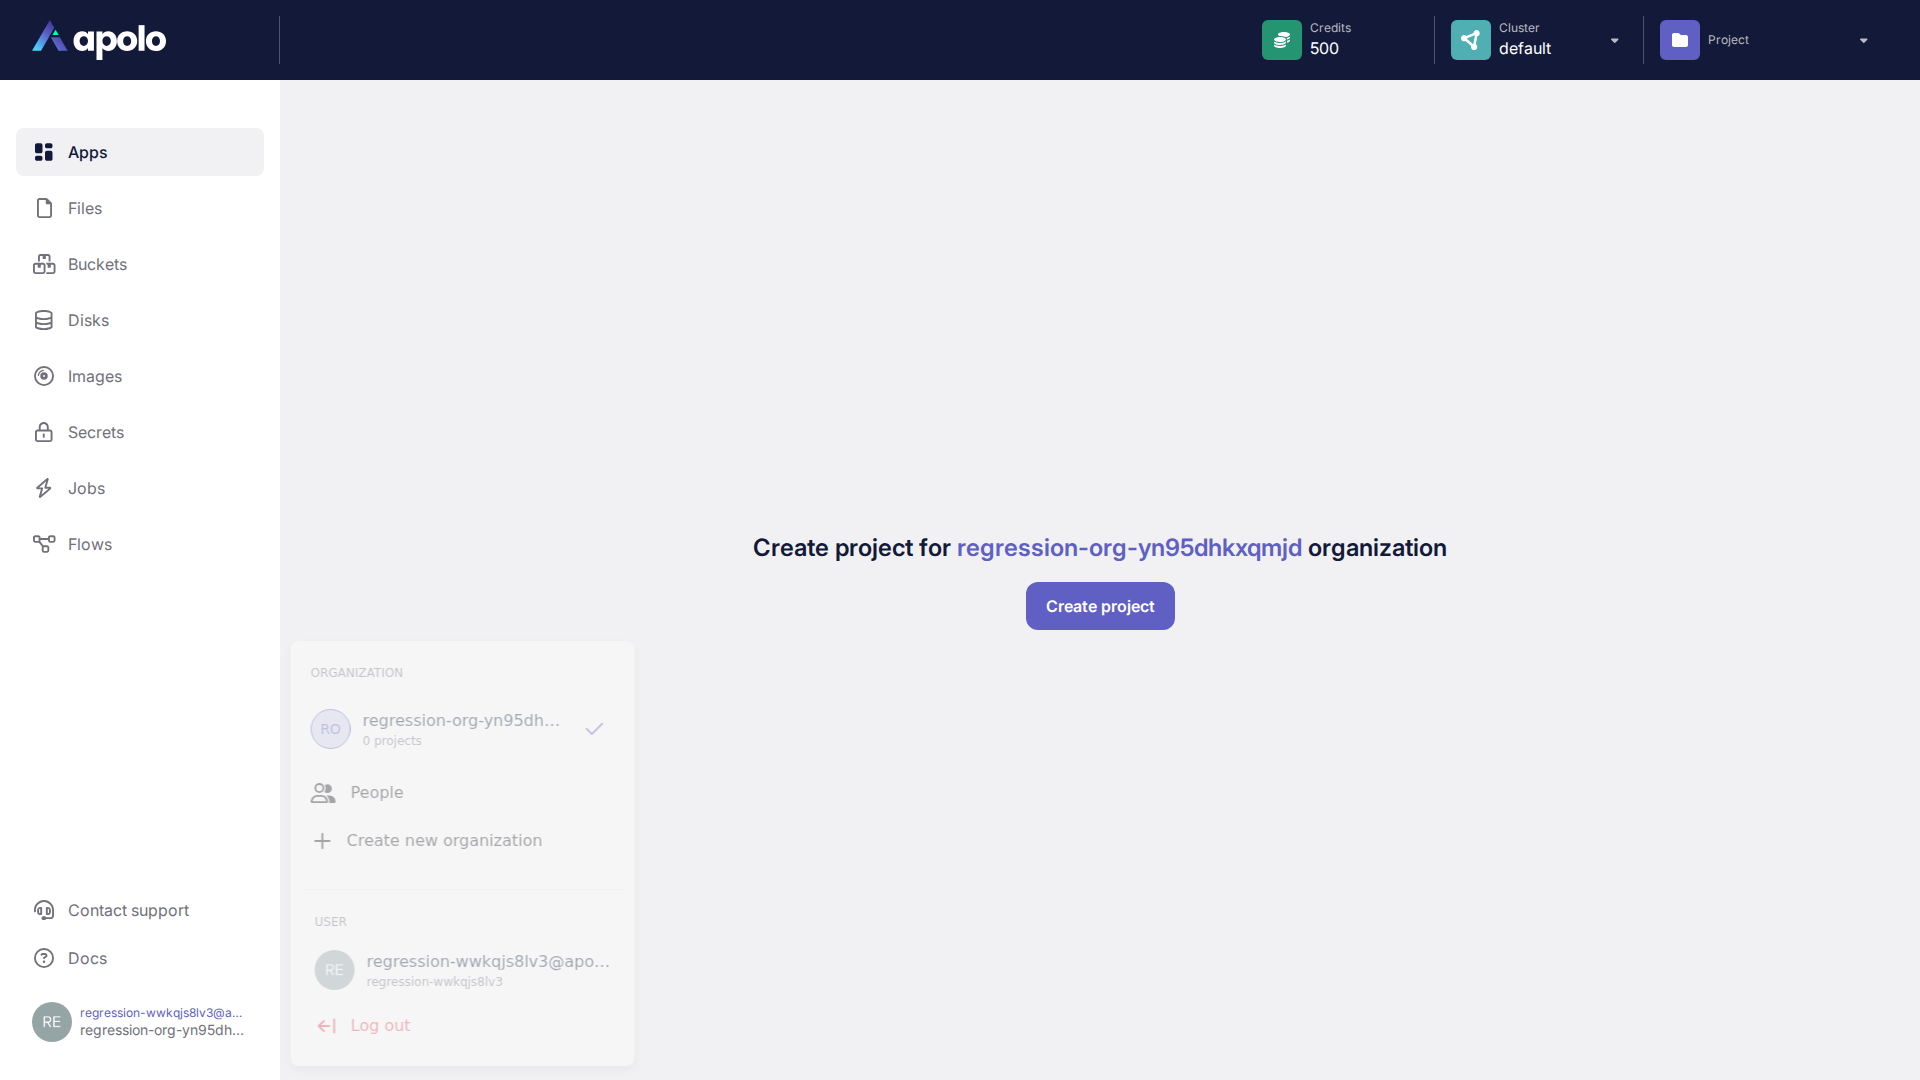 apolo
Credits
500
Cluster
default
Project
Apps
Files
Buckets
Disks
Images
Secrets
Jobs
Flows
Create project for regression-org-yn95dhkxqmjd organization
Create project
ORGANIZATION
RO
regression-org-yn95dh...
0 projects
People
Create new organization
USER
RE
regression-wwkqjs8lv3@apo...
regression-wwkqjs8lv3
Log out
Contact support
Docs
RE
regression-wwkqjs8lv3@a...
regression-org-yn95dh...